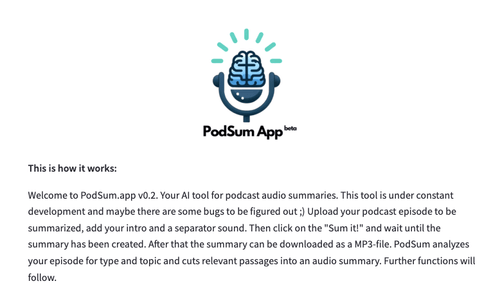 PodSum App beta
This is how it works:
Welcome to PodSum.app v0.2. Your AI tool for podcast audio summaries. This tool is under constant
development and maybe there are some bugs to be figured out ;) Upload your podcast episode to be
summarized, add your intro and a separator sound. Then click on the "Sum it!" and wait until the
summary has been created. After that the summary can be downloaded as a MP3-file. PodSum analyzes
your episode for type and topic and cuts relevant passages into an audio summary. Further functions will
follow.